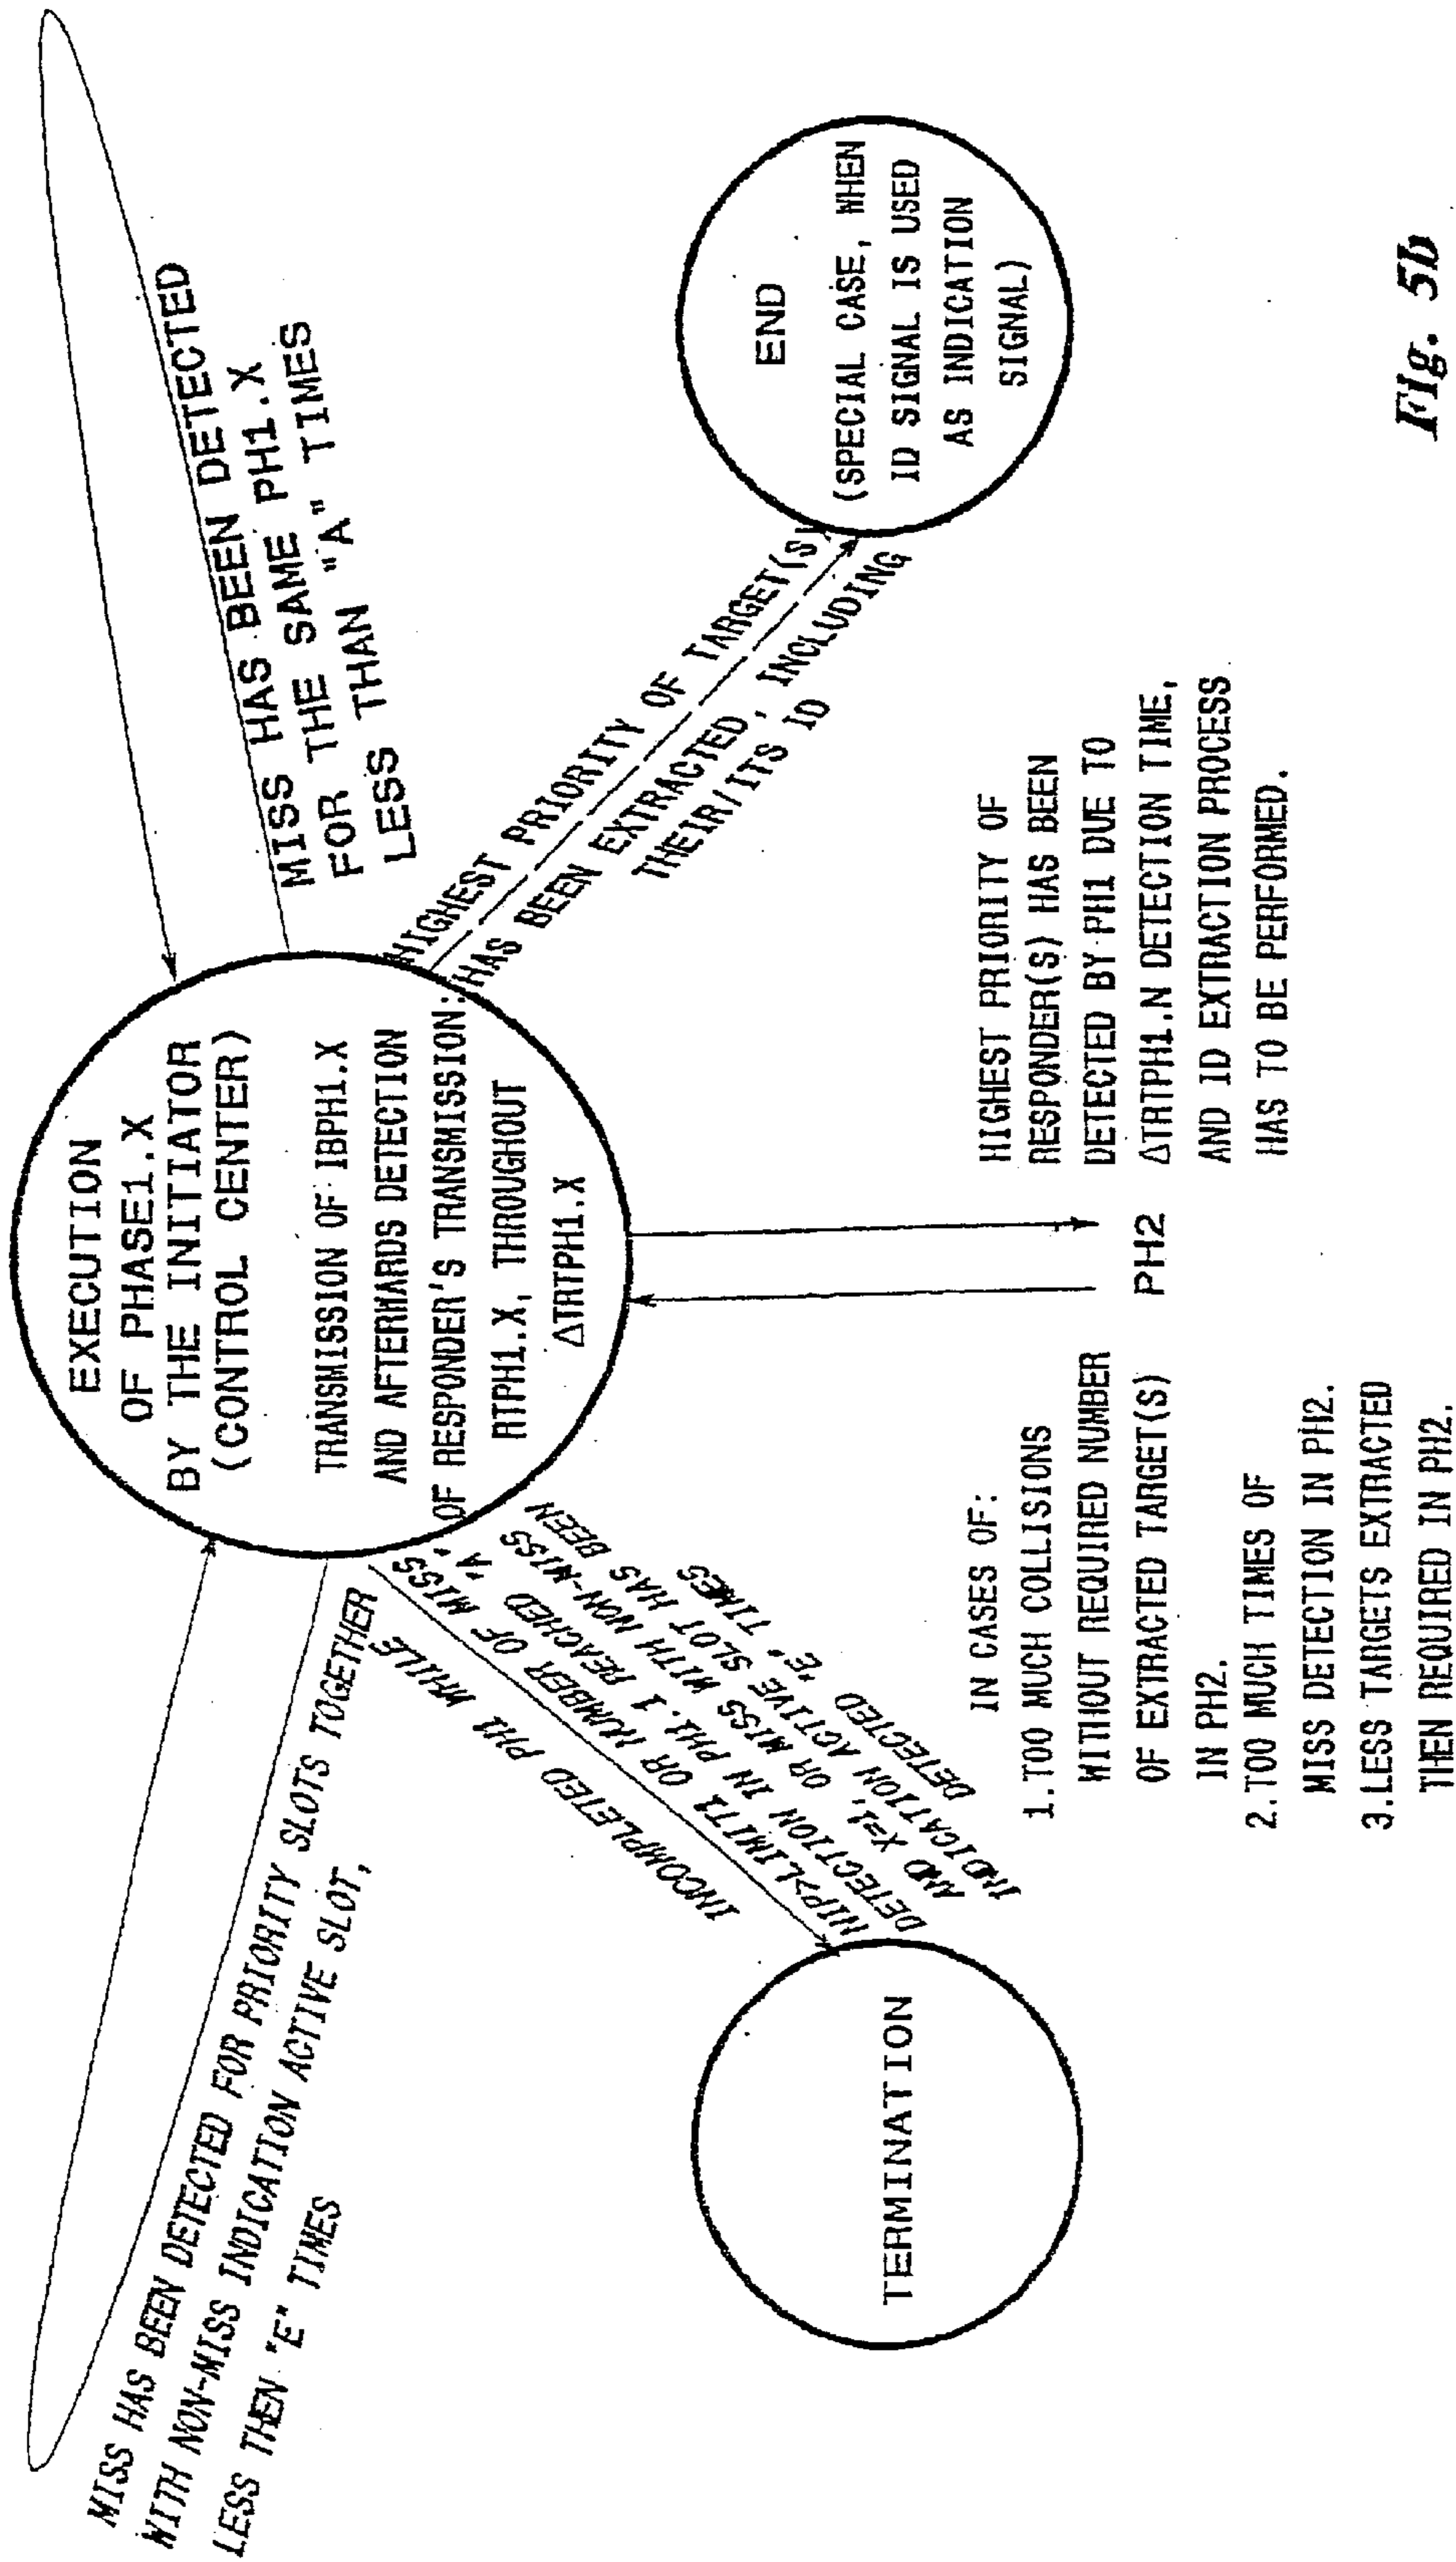 EXECUTION
OF PHASE1.X
BY THE INITIATOR
(CONTROL CENTER)
TRANSMISSION OF IBPH1.X
AND AFTERWARDS DETECTION
OF RESPONDER'S TRANSMISSION:
RTPH1.X, THROUGHOUT
ΔTRTPH1.X
MISS HAS BEEN DETECTED FOR PRIORITY SLOTS TOGETHER
WITH NON-MISS INDICATION ACTIVE SLOT,
LESS THEN "E" TIMES
MISS HAS BEEN DETECTED
FOR THE SAME PH1.X
LESS THAN "A" TIMES
INCOMPLETED PH1 WHILE
NIP>LIMIT1 OR NUMBER OF MISS
DETECTION IN PH1.1 REACHED "A",
AND X=1, OR MISS WITH NON-MISS
INDICATION ACTIVE SLOT HAS BEEN
DETECTED "E" TIMES
TERMINATION
HIGHEST PRIORITY OF TARGET(S)
HAS BEEN EXTRACTED, INCLUDING
THEIR/ITS ID
END
(SPECIAL CASE, WHEN
ID SIGNAL IS USED
AS INDICATION
SIGNAL)
IN CASES OF:
1.TOO MUCH COLLISIONS
WITHOUT REQUIRED NUMBER
OF EXTRACTED TARGET(S)
IN PH2.
2.TOO MUCH TIMES OF
MISS DETECTION IN PH2.
3.LESS TARGETS EXTRACTED
THEN REQUIRED IN PH2.
PH2
HIGHEST PRIORITY OF
RESPONDER(S) HAS BEEN
DETECTED BY PH1 DUE TO
ΔTRTPH1.N DETECTION TIME,
AND ID EXTRACTION PROCESS
HAS TO BE PERFORMED.
Fig. 5b